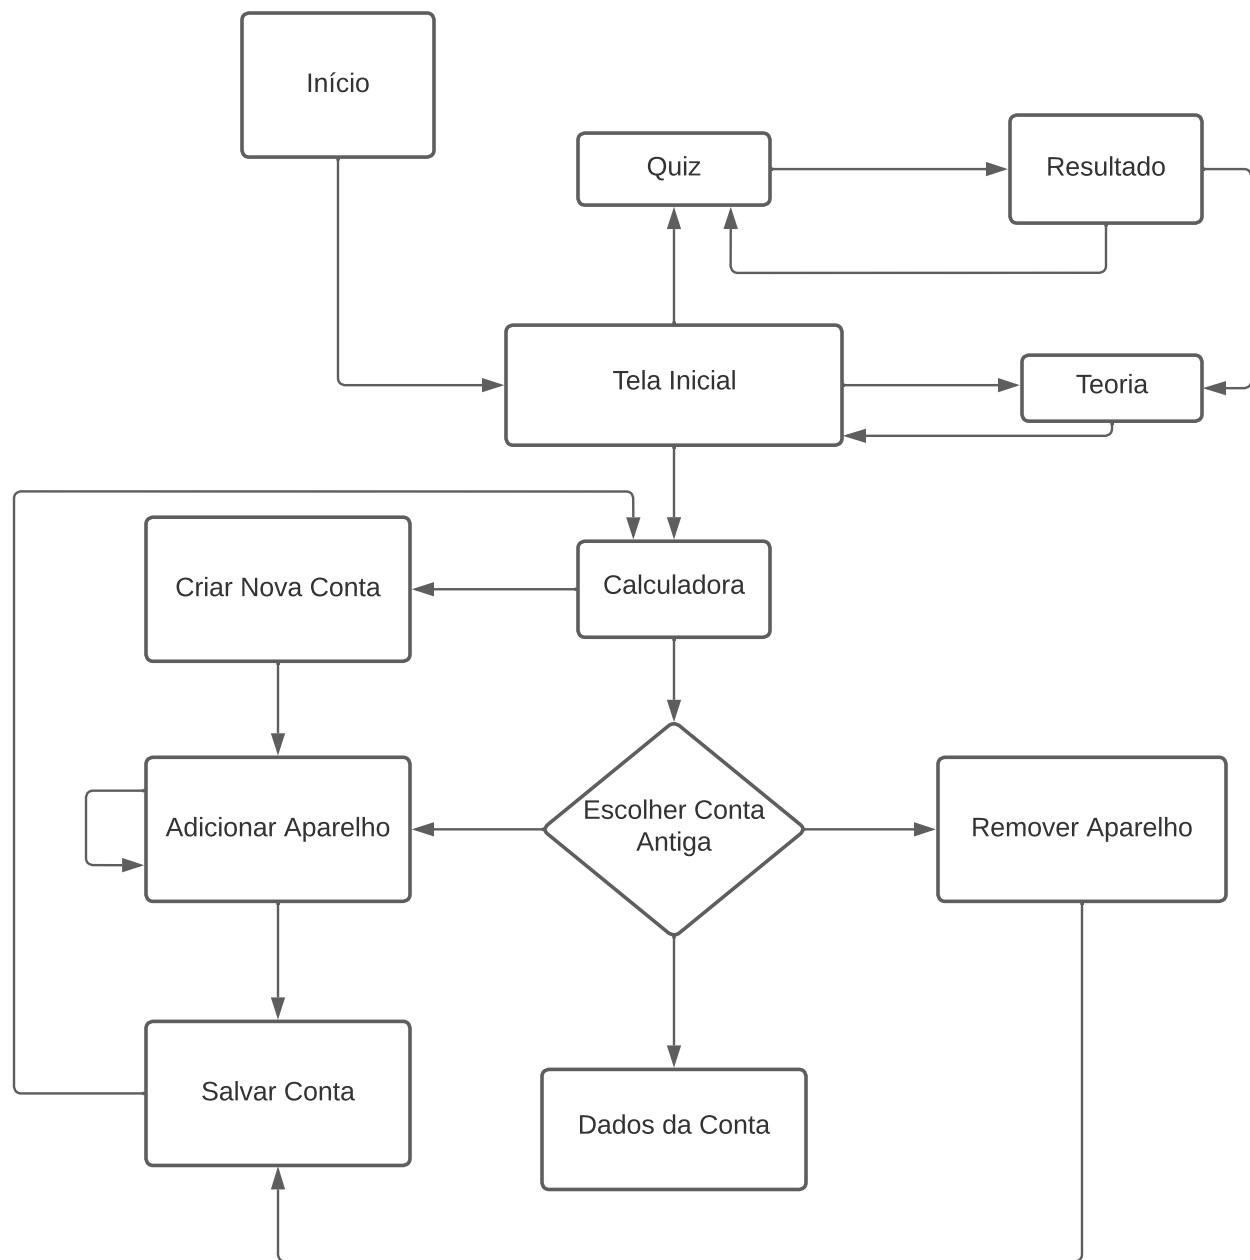 Início
Quiz
Resultado
Tela Inicial
Teoria
Criar Nova Conta
Calculadora
Adicionar Aparelho
Escolher Conta
Antiga
Remover Aparelho
Salvar Conta
Dados da Conta